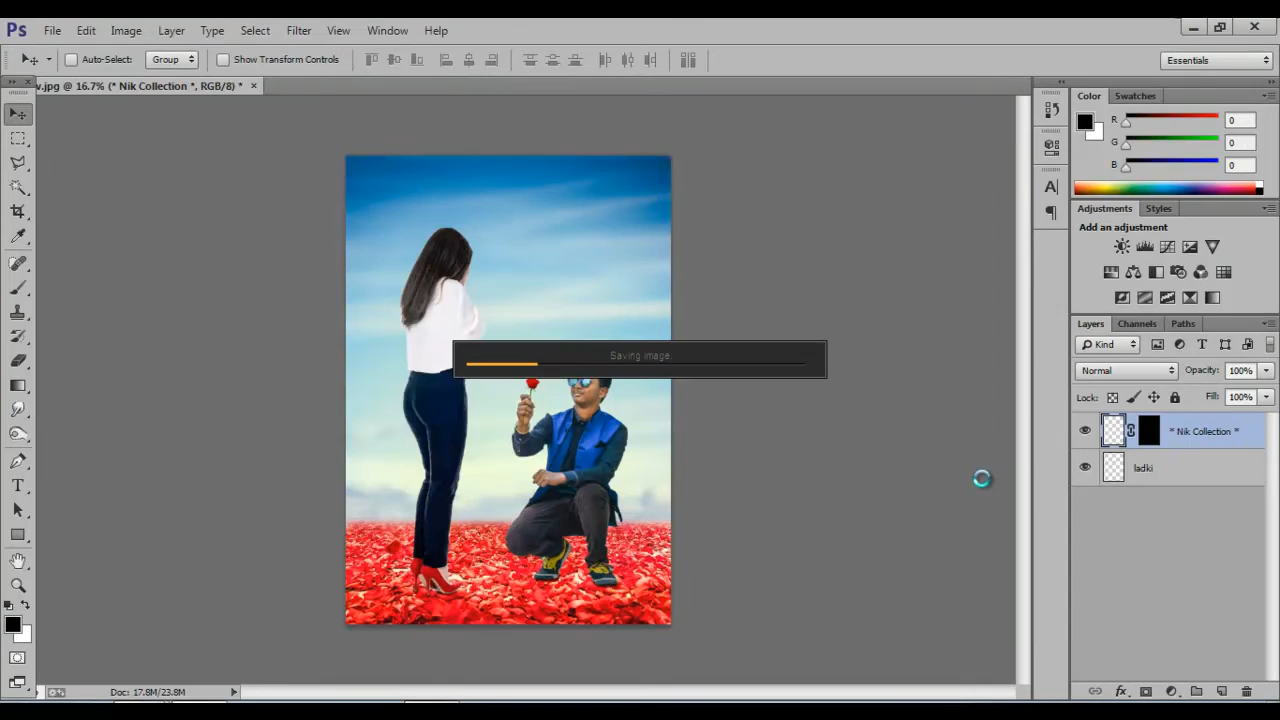 Ps File Edit Image Layer Type Select Filter View Window Help
Auto-Select: Group Show Transform Controls Essentials
v.jpg @ 16.7% (* Nik Collection *, RGB/8) * ×
Color Swatches
R 0
G 0
B 0
Adjustments Styles
Add an adjustment
Layers Channels Paths
Kind
Normal Opacity: 100%
Lock: Fill: 100%
* Nik Collection *
ladki
Saving image.
Doc: 17.8M/23.8M